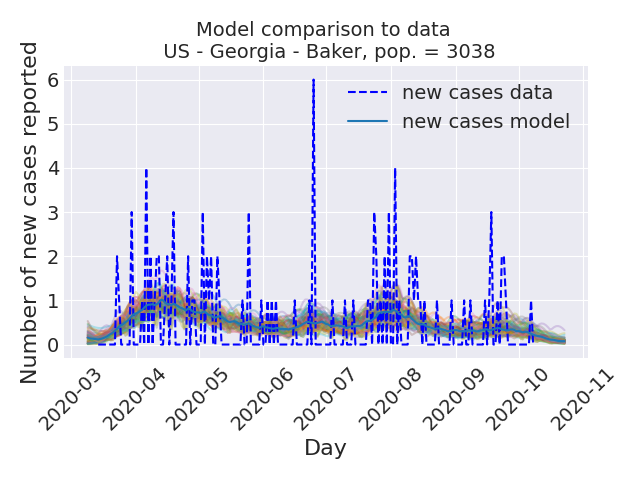 Model comparison to data
US - Georgia - Baker, pop. = 3038
Number of new cases reported
6
5
4
3
2
1
0
new cases data
new cases model
2020-03
2020-04
2020-05
2020-06
2020-07
2020-08
2020-09
2020-10
2020-11
Day